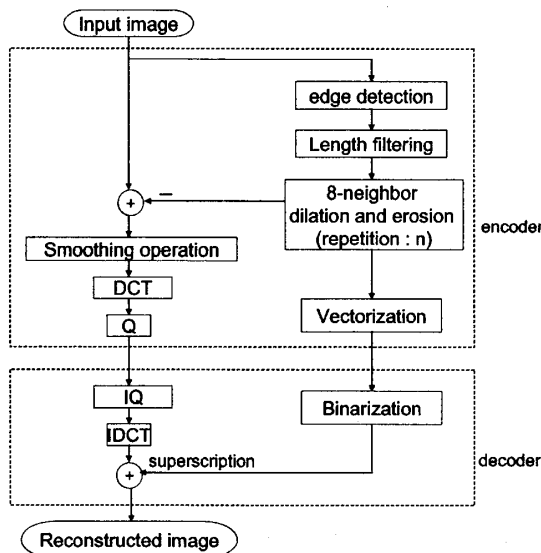 Input image
edge detection
Length filtering
8-neighbor
dilation and erosion
(repetition : n)
encoder
−
+
Smoothing operation
DCT
Q
Vectorization
IQ
IDCT
Binarization
superscription
+
decoder
Reconstructed image